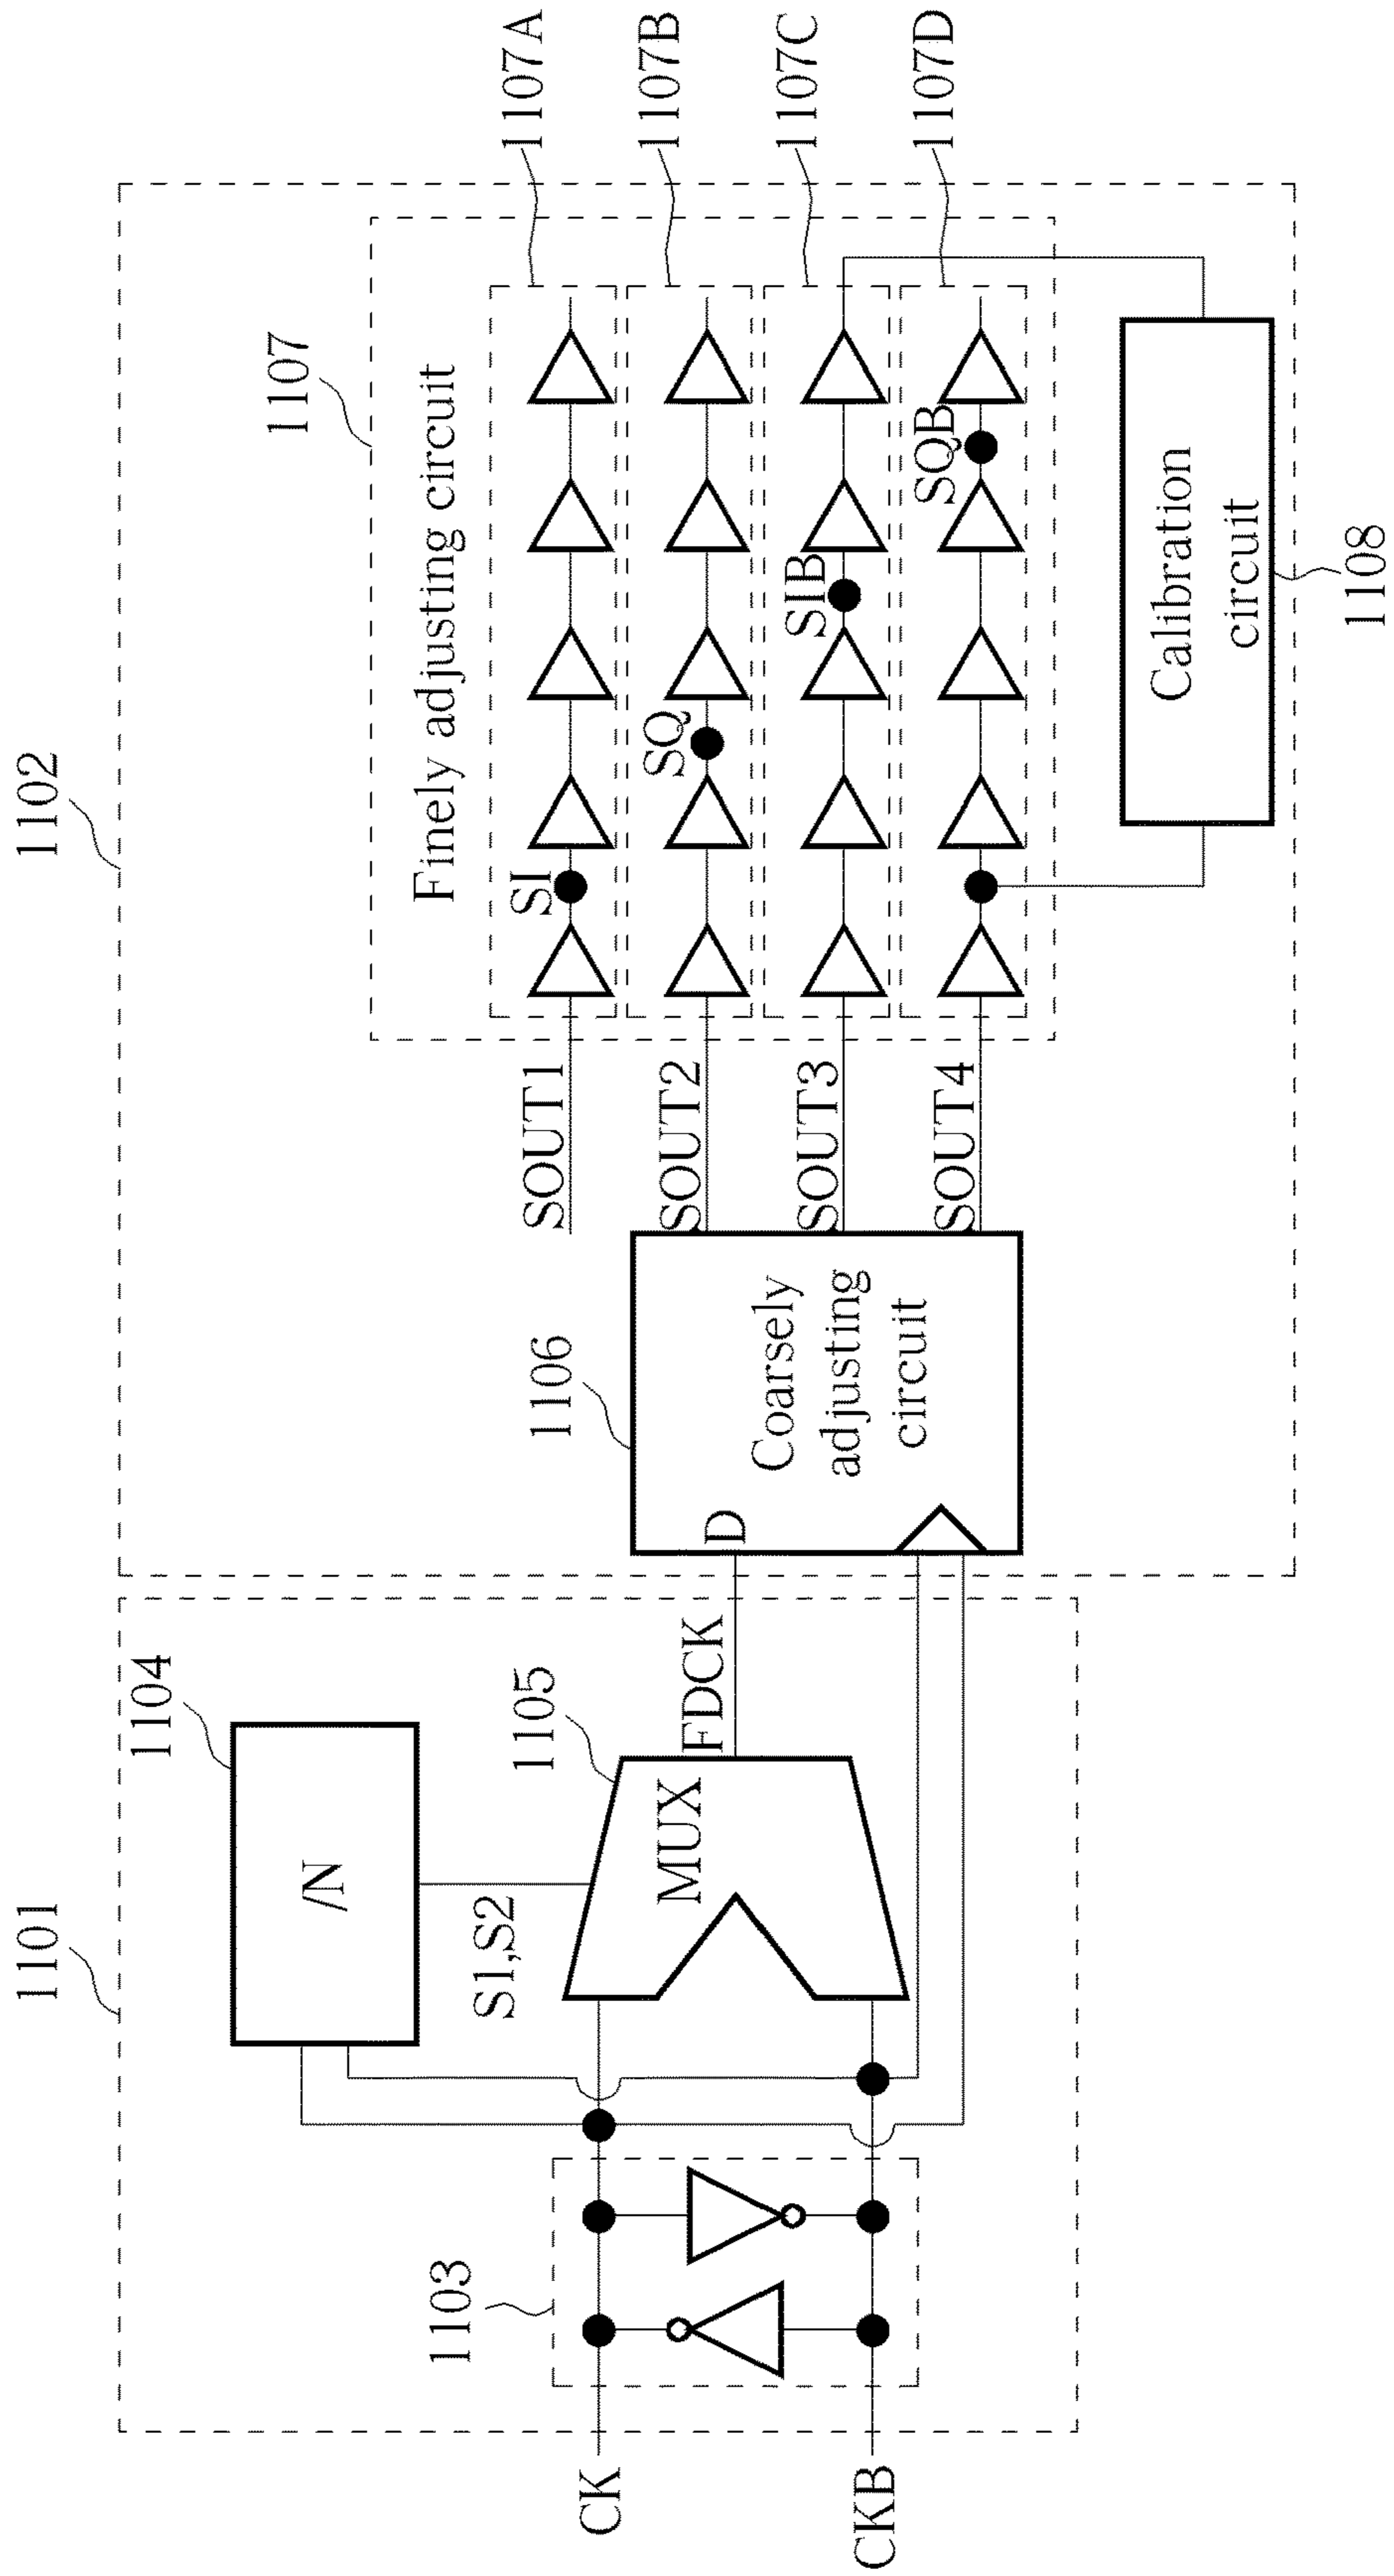 1101
1102
1104
/N
S1,S2
1105
MUX
FDCK
1103
CK
CKB
1106
D
Coarsely
adjusting
circuit
SOUT1
SOUT2
SOUT3
SOUT4
1107
Finely adjusting circuit
SI
SQ
SIB
SQB
1107A
1107B
1107C
1107D
Calibration
circuit
1108